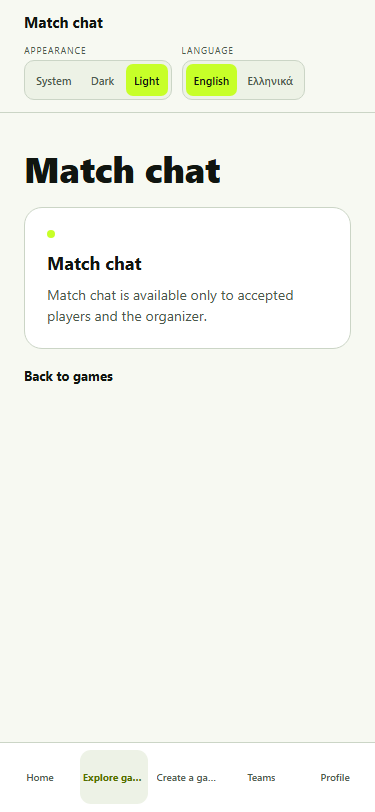 Match chat
APPEARANCE
LANGUAGE
System Dark Light
English Ελληνικά
Match chat
Match chat
Match chat is available only to accepted
players and the organizer.
Back to games
Home Explore ga... Create a ga... Teams Profile